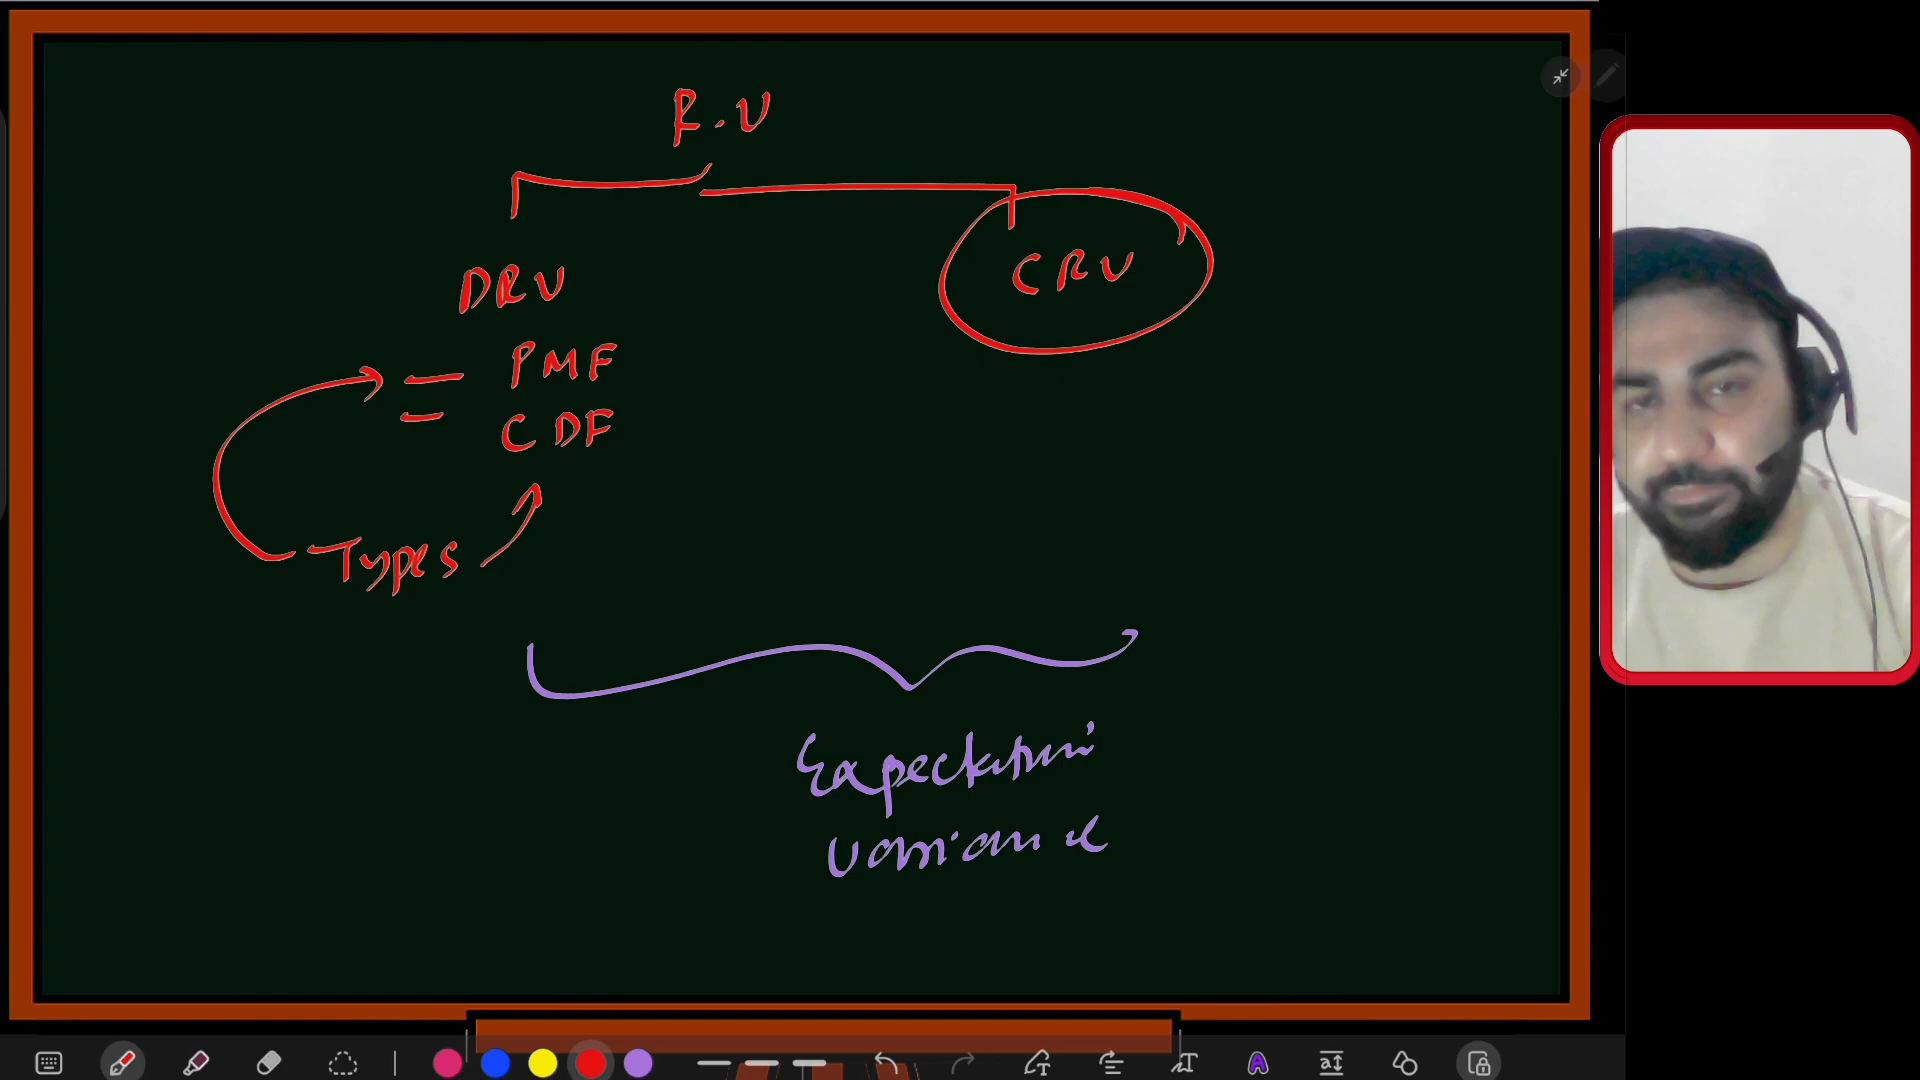 R.V
DRV
CRV
PMF
CDF
Types
Expectation
Variance